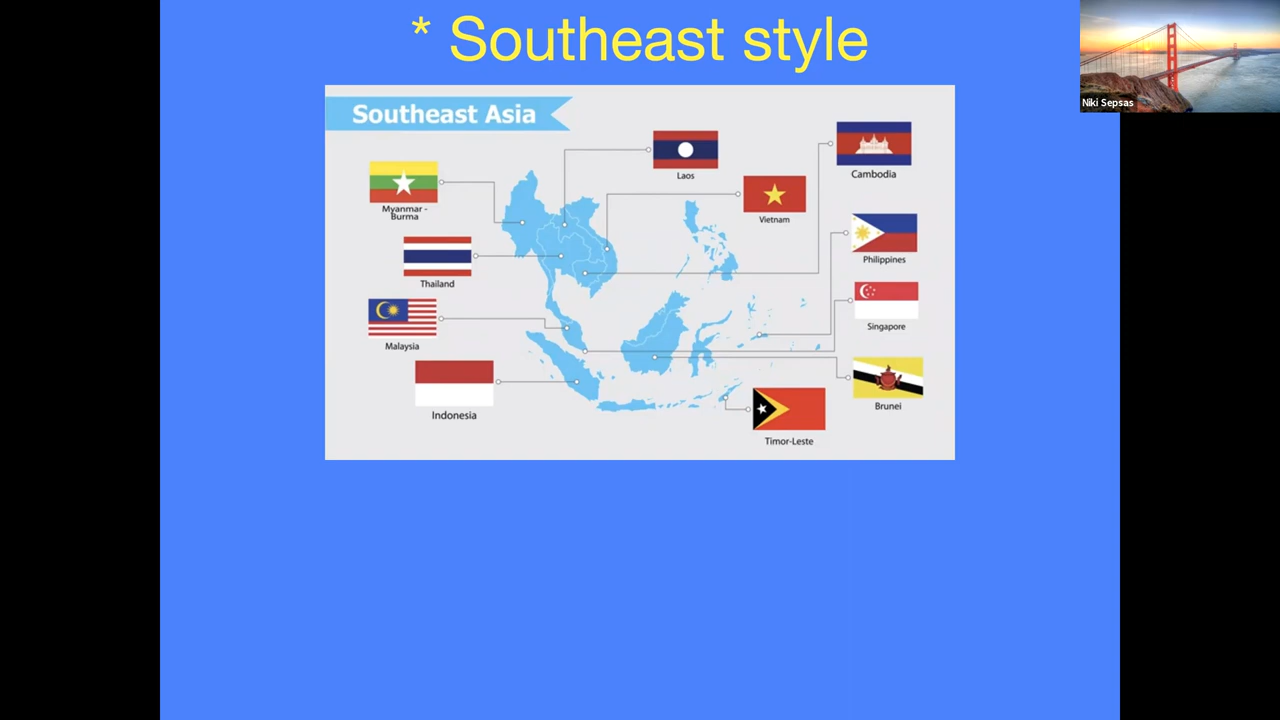 * Southeast style
Niki Sepsas
Southeast Asia
Laos
Cambodia
Myanmar -
Burma
Vietnam
Philippines
Thailand
Singapore
Malaysia
Indonesia
Brunei
Timor-Leste